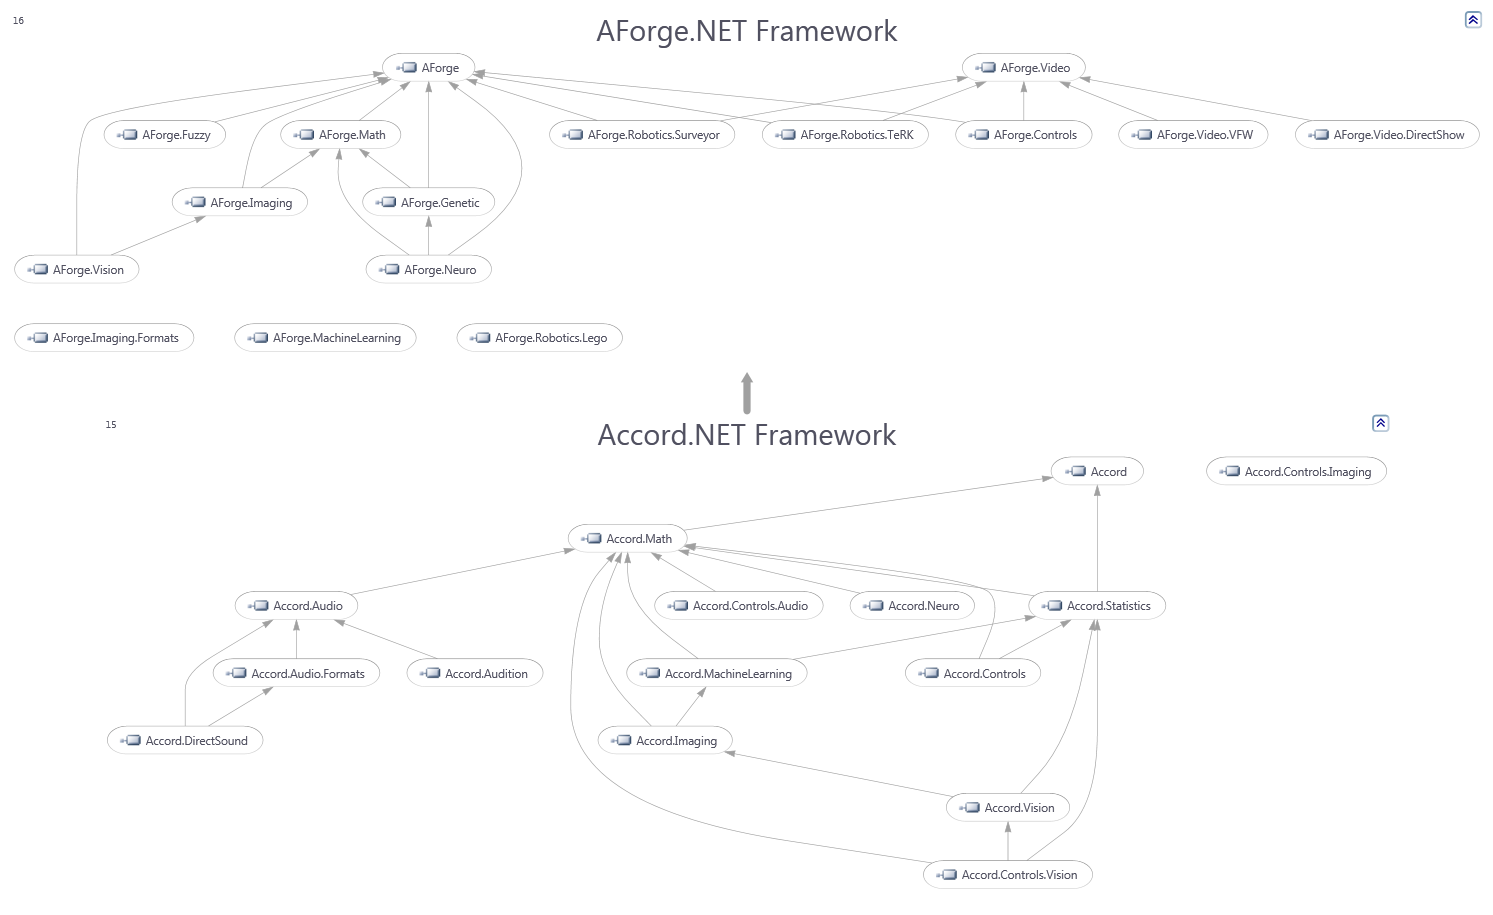 16
AForge.NET Framework
AForge
AForge.Video
AForge.Fuzzy
AForge.Math
AForge.Robotics.Surveyor
AForge.Robotics.TeRK
AForge.Controls
AForge.Video.VFW
AForge.Video.DirectShow
AForge.Imaging
AForge.Genetic
AForge.Vision
AForge.Neuro
AForge.Imaging.Formats
AForge.MachineLearning
AForge.Robotics.Lego
15
Accord.NET Framework
Accord
Accord.Controls.Imaging
Accord.Math
Accord.Audio
Accord.Controls.Audio
Accord.Neuro
Accord.Statistics
Accord.Audio.Formats
Accord.Audition
Accord.MachineLearning
Accord.Controls
Accord.DirectSound
Accord.Imaging
Accord.Vision
Accord.Controls.Vision